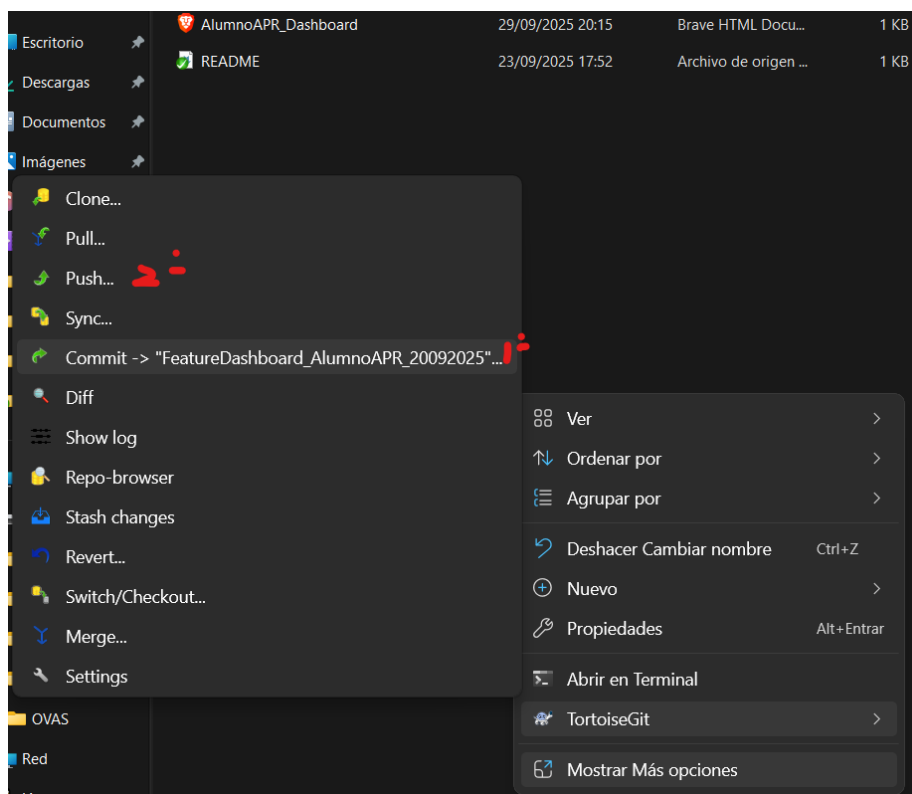 AlumnoAPR_Dashboard 29/09/2025 20:15 Brave HTML Docu... 1 KB
README 23/09/2025 17:52 Archivo de origen ... 1 KB
Escritorio
Descargas
Documentos
Imágenes
Clone...
Pull...
Push... 2-
Sync...
Commit -> "FeatureDashboard_AlumnoAPR_20092025"... 1-
Diff
Show log
Repo-browser
Stash changes
Revert...
Switch/Checkout...
Merge...
Settings
OVAS
Red
Ver
Ordenar por
Agrupar por
Deshacer Cambiar nombre Ctrl+Z
Nuevo
Propiedades Alt+Entrar
Abrir en Terminal
TortoiseGit
Mostrar Más opciones